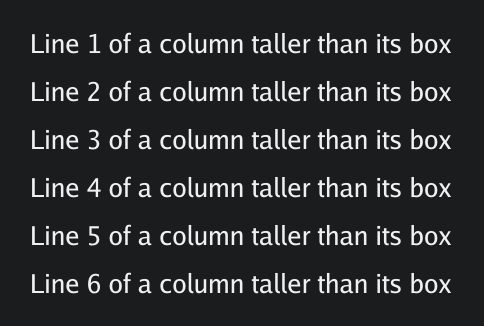 Line 1 of a column taller than its box
Line 2 of a column taller than its box
Line 3 of a column taller than its box
Line 4 of a column taller than its box
Line 5 of a column taller than its box
Line 6 of a column taller than its box